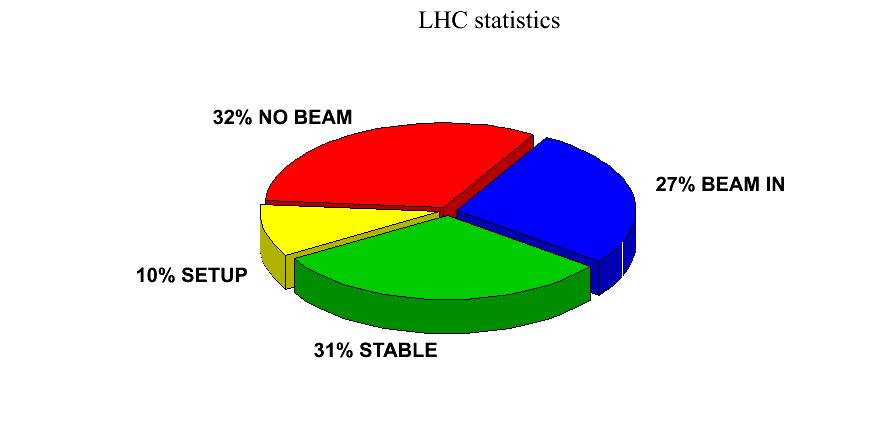 LHC statistics
32% NO BEAM
27% BEAM IN
10% SETUP
31% STABLE